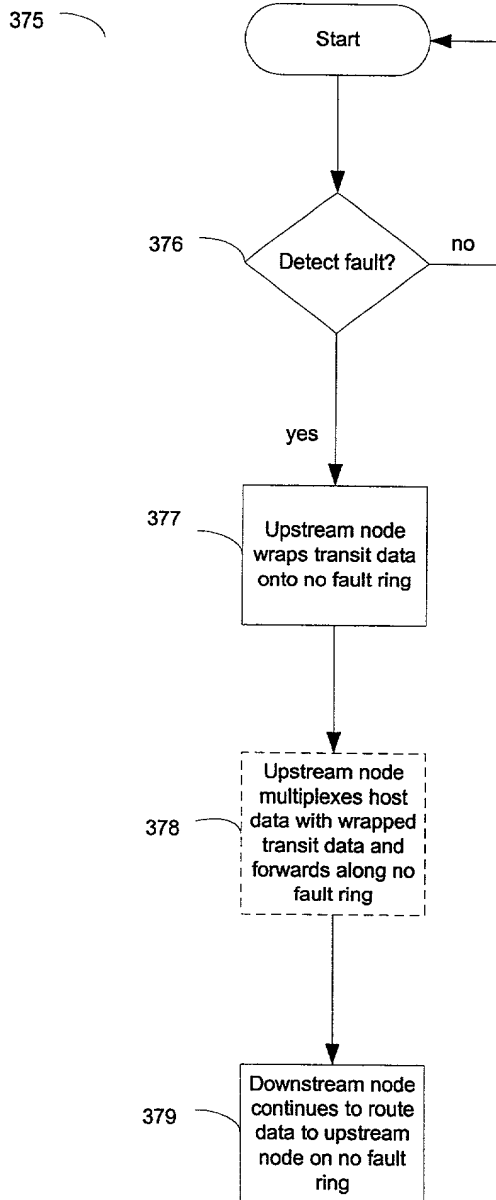 375
Start
376
Detect fault?
no
yes
377
Upstream node
wraps transit data
onto no fault ring
378
Upstream node
multiplexes host
data with wrapped
transit data and
forwards along no
fault ring
379
Downstream node
continues to route
data to upstream
node on no fault
ring